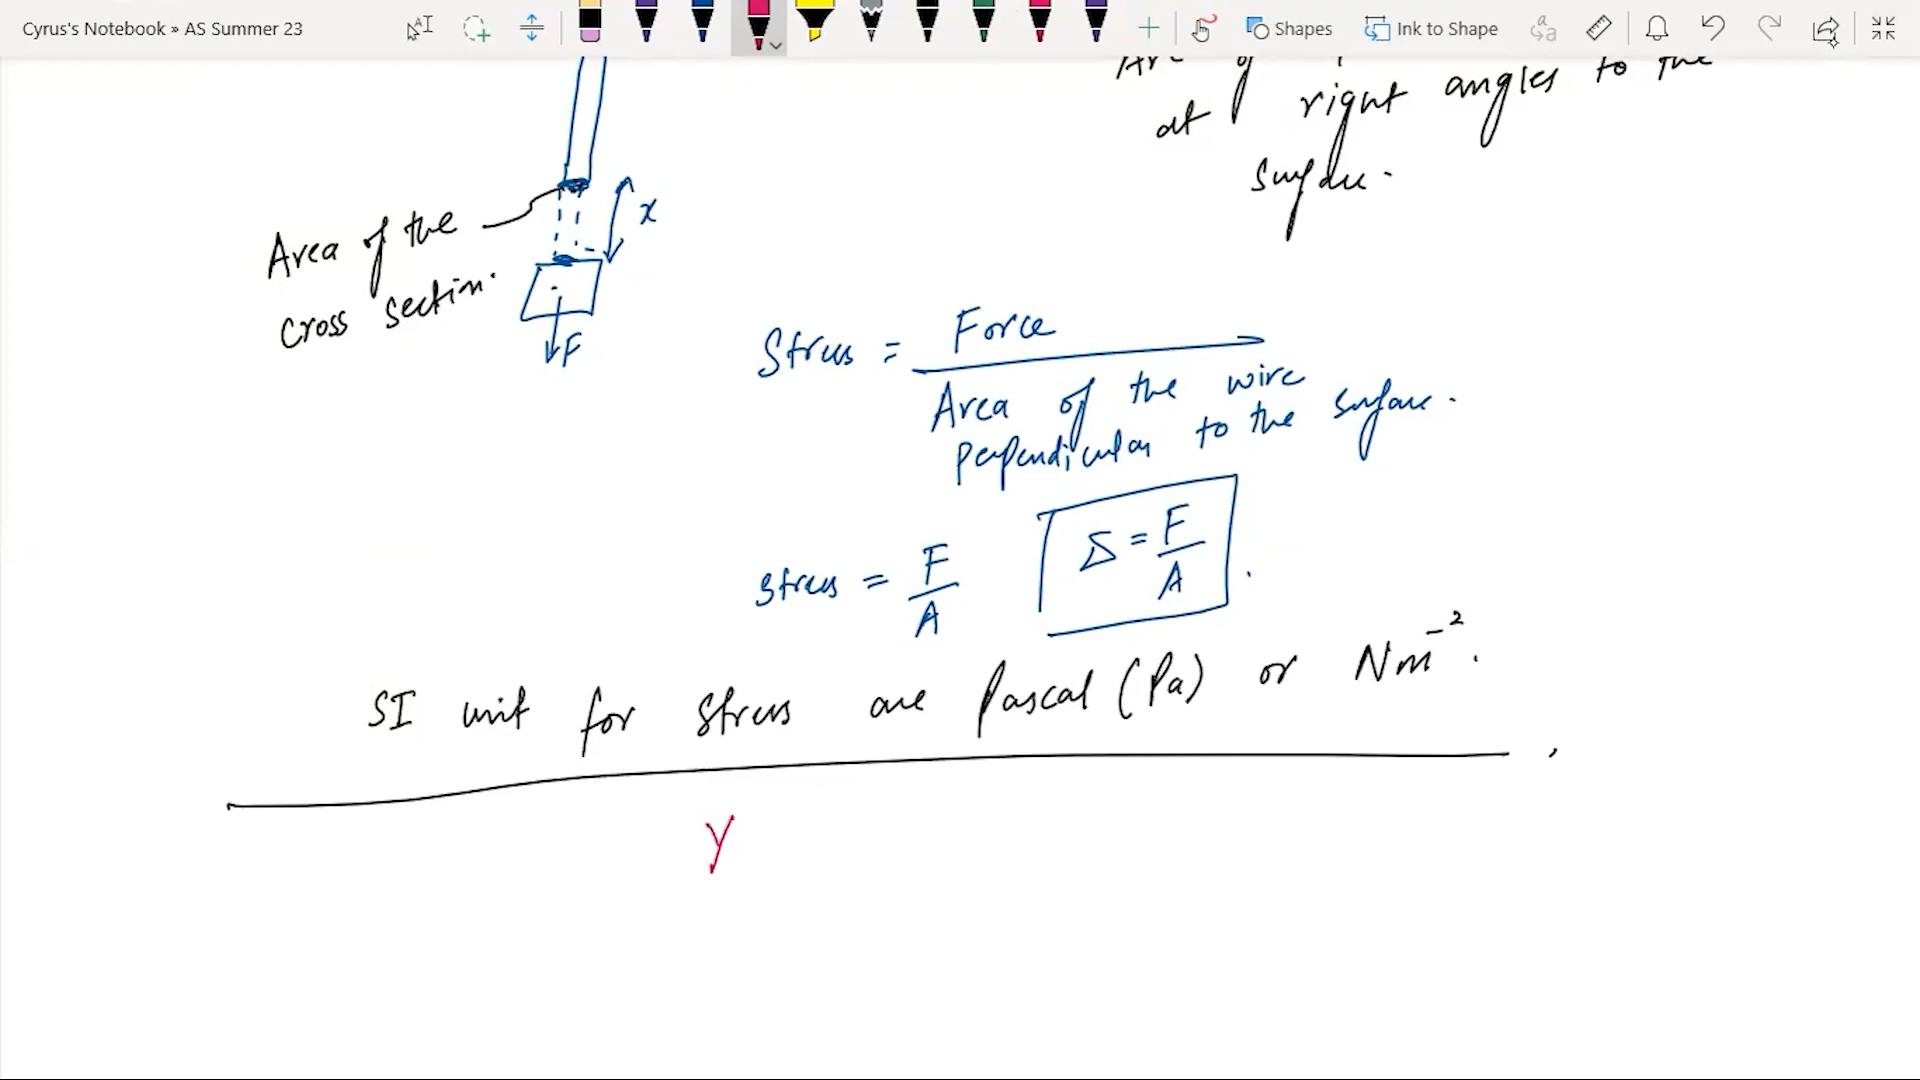 Cyrus's Notebook » AS Summer 23
Shapes
Ink to Shape
right angles to the
at
surface.
x
Area of the
cross section.
F
Stress = Force
Area of the wire
perpendicular to the surface.
stress = F
A
= F
A
SI unit for stress are Pascal (Pa) or Nm⁻².
Y